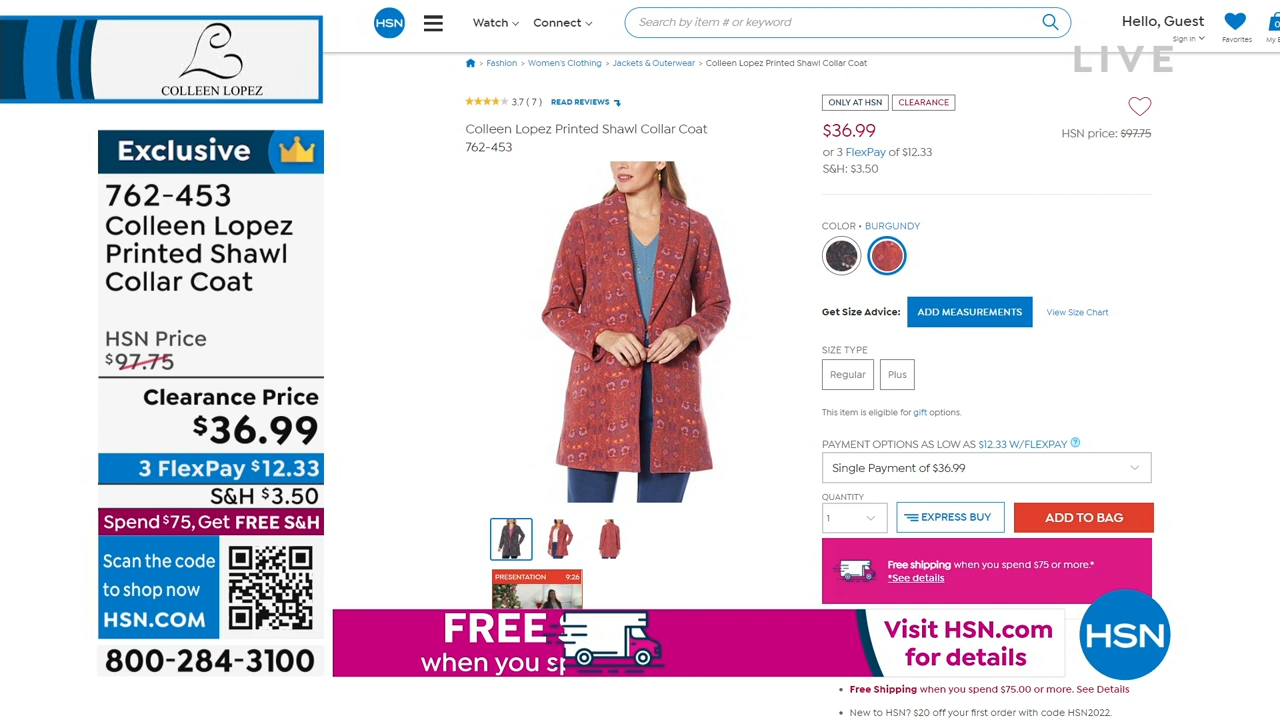 COLLEEN LOPEZ
Exclusive
762-453
Colleen Lopez
Printed Shawl
Collar Coat
HSN Price
$97.75
Clearance Price
$36.99
3 FlexPay $12.33
S&H $3.50
Spend $75, Get FREE S&H
Scan the code
to shop now
HSN.COM
800-284-3100
HSN
Watch
Connect
Search by item # or keyword
Hello, Guest
Sign In
Favorites
0
LIVE
> Fashion > Women's Clothing > Jackets & Outerwear > Colleen Lopez Printed Shawl Collar Coat
3.7 ( 7 ) READ REVIEWS
Colleen Lopez Printed Shawl Collar Coat
762-453
PRESENTATION 9:26
ONLY AT HSN CLEARANCE
$36.99 HSN price: $97.75
or 3 FlexPay of $12.33
S&H: $3.50
COLOR • BURGUNDY
Get Size Advice: ADD MEASUREMENTS View Size Chart
SIZE TYPE
Regular Plus
This item is eligible for gift options.
PAYMENT OPTIONS AS LOW AS $12.33 W/FLEXPAY ?
Single Payment of $36.99
QUANTITY
1 EXPRESS BUY ADD TO BAG
Free shipping when you spend $75 or more.*
*See details
FREE
when you sp
Visit HSN.com
for details
HSN
• Free Shipping when you spend $75.00 or more. See Details
• New to HSN? $20 off your first order with code HSN2022.